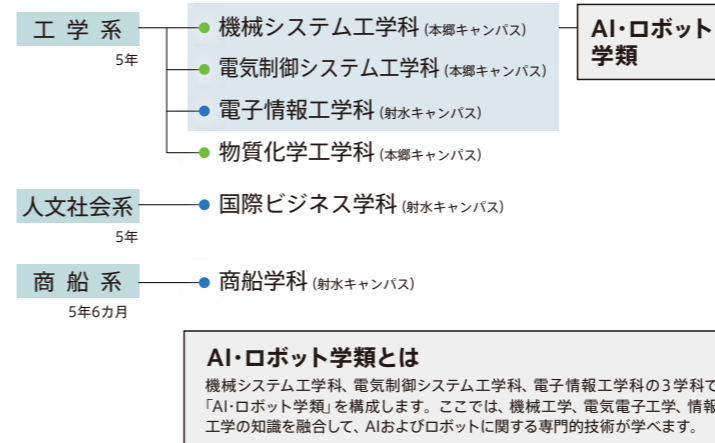 工学系
5年
機械システム工学科 (本郷キャンパス)
電気制御システム工学科 (本郷キャンパス)
電子情報工学科 (射水キャンパス)
物質化学工学科 (本郷キャンパス)
AI・ロボット
学類
人文社会系
5年
国際ビジネス学科 (射水キャンパス)
商船系
5年6カ月
商船学科 (射水キャンパス)
AI・ロボット学類とは
機械システム工学科、電気制御システム工学科、電子情報工学科の3学科で
「AI・ロボット学類」を構成します。ここでは、機械工学、電気電子工学、情報
工学の知識を融合して、AIおよびロボットに関する専門的技術が学べます。